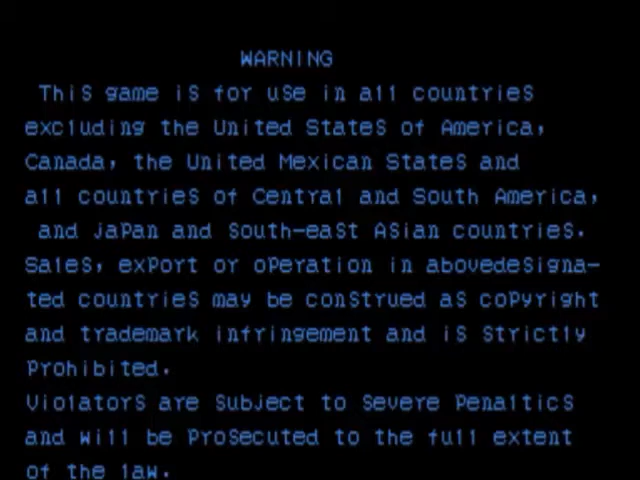 WARNING
This game is for use in all countries
excluding the United States of America,
Canada, the United Mexican States and
all countries of Central and South America,
and Japan and South-east Asian countries.
Sales, export or operation in abovedesigna-
ted countries may be construed as copyright
and trademark infringement and is strictly
prohibited.
Violators are subject to severe penaltics
and will be prosecuted to the full extent
of the law.